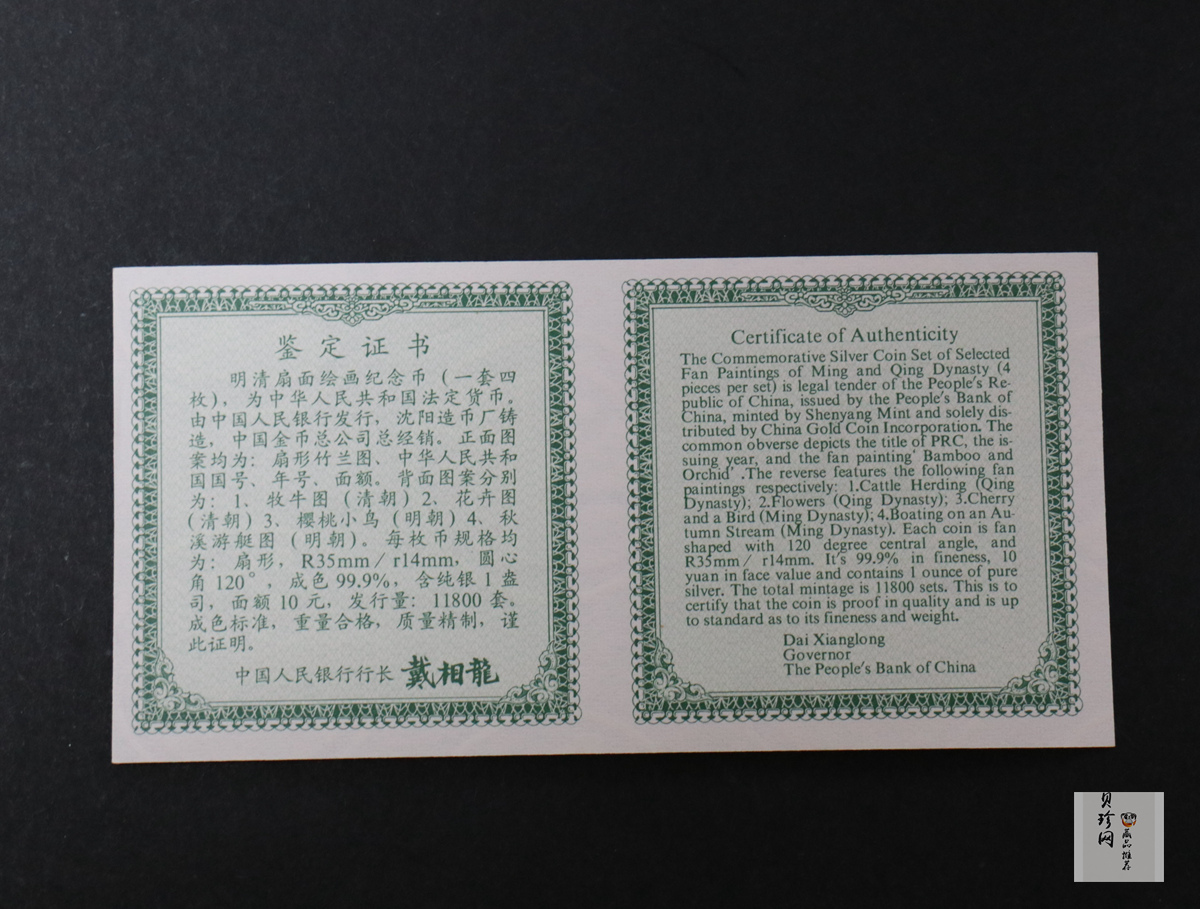 鉴定证书
明清扇面绘画纪念币（一套四
枚），为中华人民共和国法定货币。
由中国人民银行发行，沈阳造币厂铸
造，中国金币总公司总经销。正面图
案均为：扇形竹兰图、中华人民共和
国国号、年号、面额。背面图案分别
为：1、牧牛图（清朝）2、花卉图
（清朝）3、樱桃小鸟（明朝）4、秋
溪游艇图（明朝）。每枚币规格均
为：扇形，R35mm／r14mm，圆心
角120°，成色99.9%，含纯银1盎
司，面额10元，发行量：11800套。
成色标准，重量合格，质量精制，谨
此证明。
中国人民银行行长 戴相龍
Certificate of Authenticity
The Commemorative Silver Coin Set of Selected
Fan Paintings of Ming and Qing Dynasty (4
pieces per set) is legal tender of the People's Re-
public of China, issued by the People's Bank of
China, minted by Shenyang Mint and solely dis-
tributed by China Gold Coin Incorporation. The
common obverse depicts the title of PRC, the is-
suing year, and the fan painting' Bamboo and
Orchid' .The reverse features the following fan
paintings respectively: 1.Cattle Herding (Qing
Dynasty); 2.Flowers (Qing Dynasty); 3.Cherry
and a Bird (Ming Dynasty); 4.Boating on an Au-
tumn Stream (Ming Dynasty). Each coin is fan
shaped with 120 degree central angle, and
R35mm／r14mm. It's 99.9% in fineness, 10
yuan in face value and contains 1 ounce of pure
silver. The total mintage is 11800 sets. This is to
certify that the coin is proof in quality and is up
to standard as to its fineness and weight.
Dai Xianglong
Governor
The People's Bank of China
贝珍网
藏品推荐